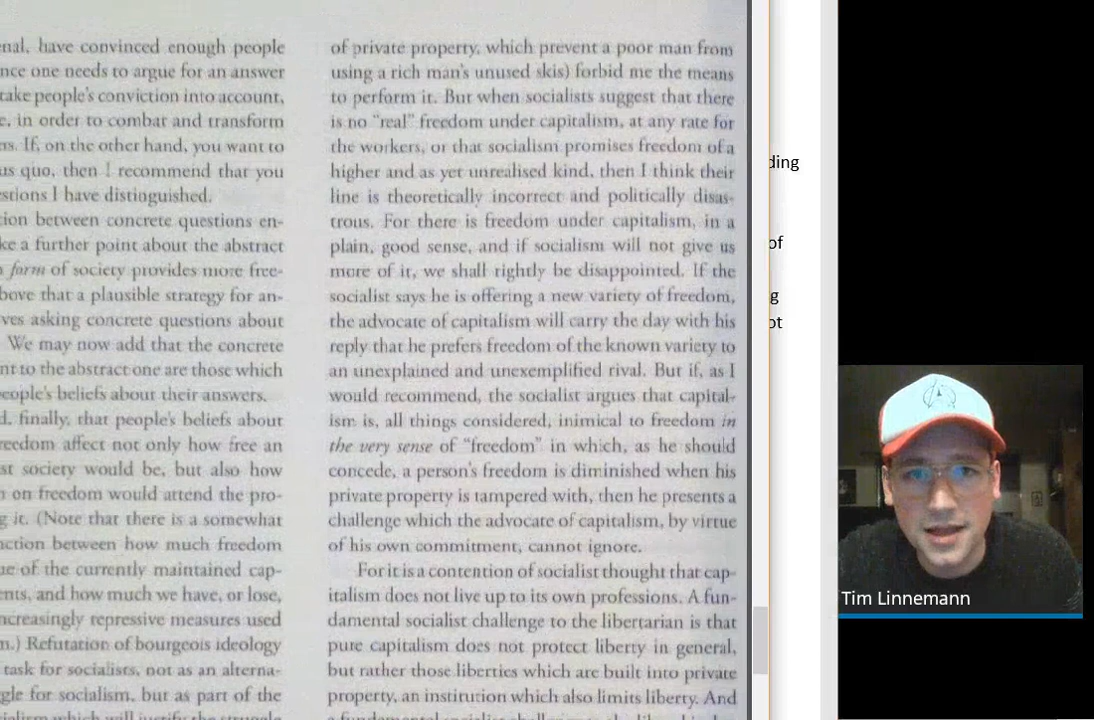 enal, have convinced enough people
nce one needs to argue for an answer
take people's conviction into account,
e, in order to combat and transform
ns. If, on the other hand, you want to
us quo, then I recommend that you
estions I have distinguished.
tion between concrete questions en-
ke a further point about the abstract
form of society provides more free-
bove that a plausible strategy for an-
ves asking concrete questions about
We may now add that the concrete
nt to the abstract one are those which
people's beliefs about their answers.
d, finally, that people's beliefs about
reedom affect not only how free an
st society would be, but also how
n on freedom would attend the pro-
g it. (Note that there is a somewhat
nction between how much freedom
ue of the currently maintained cap-
ents, and how much we have, or lose,
ncreasingly repressive measures used
m.) Refutation of bourgeois ideology
task for socialists, not as an alterna-
gle for socialism, but as part of the
ialism which will justify the struggle
of private property, which prevent a poor man from
using a rich man's unused skis) forbid me the means
to perform it. But when socialists suggest that there
is no "real" freedom under capitalism, at any rate for
the workers, or that socialism promises freedom of a
higher and as yet unrealised kind, then I think their
line is theoretically incorrect and politically disas-
trous. For there is freedom under capitalism, in a
plain, good sense, and if socialism will not give us
more of it, we shall rightly be disappointed. If the
socialist says he is offering a new variety of freedom,
the advocate of capitalism will carry the day with his
reply that he prefers freedom of the known variety to
an unexplained and unexemplified rival. But if, as I
would recommend, the socialist argues that capital-
ism is, all things considered, inimical to freedom in
the very sense of "freedom" in which, as he should
concede, a person's freedom is diminished when his
private property is tampered with, then he presents a
challenge which the advocate of capitalism, by virtue
of his own commitment, cannot ignore.
For it is a contention of socialist thought that cap-
italism does not live up to its own professions. A fun-
damental socialist challenge to the libertarian is that
pure capitalism does not protect liberty in general,
but rather those liberties which are built into private
property, an institution which also limits liberty. And
ding
of
g
ot
Tim Linnemann